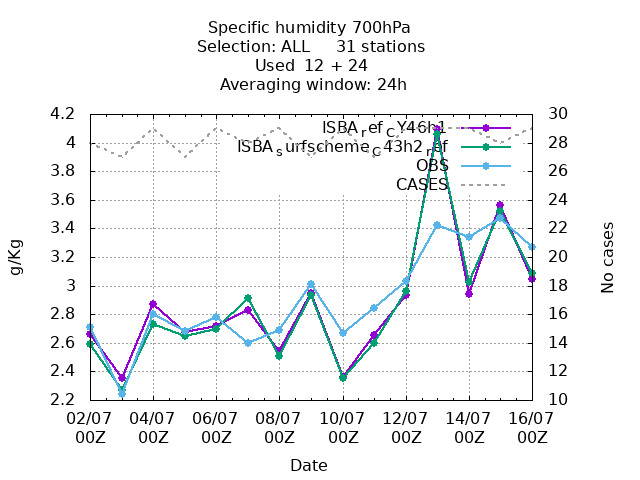 Specific humidity 700hPa
Selection: ALL 31 stations
Used 12 + 24
Averaging window: 24h
4.2
4
3.8
3.6
3.4
3.2
3
2.8
2.6
2.4
2.2
g/Kg
ISBA_ref_CY46h1
ISBA_surfscheme_C43h2_ref
OBS
CASES
30
28
26
24
22
20
18
16
14
12
10
No cases
02/07 04/07 06/07 08/07 10/07 12/07 14/07 16/07
00Z 00Z 00Z 00Z 00Z 00Z 00Z 00Z
Date